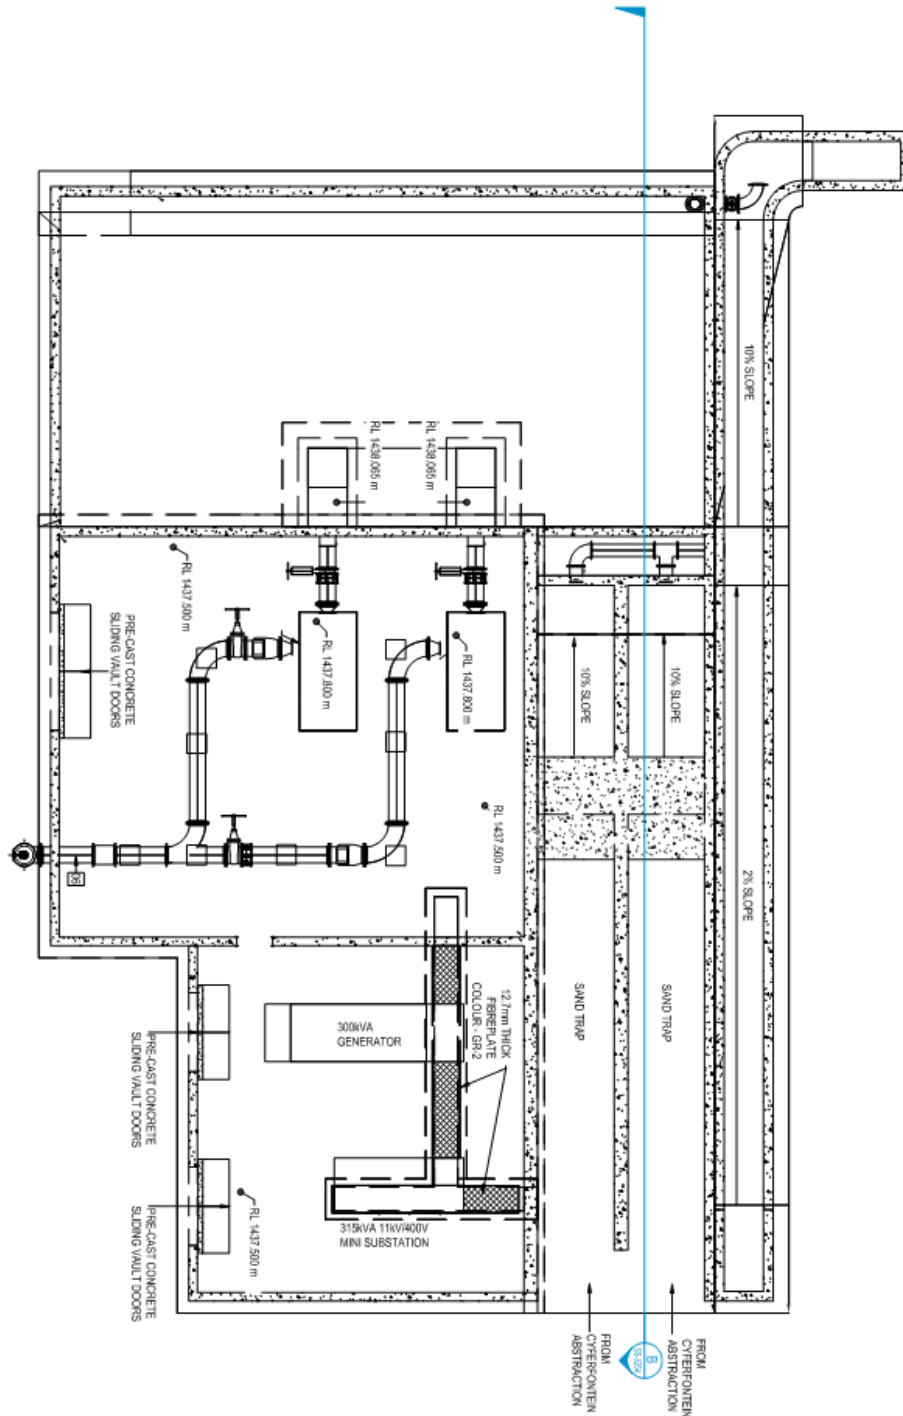 10% SLOPE
RL 1438.065 m
RL 1438.065 m
RL 1437.500 m
PRE-CAST CONCRETE
SLIDING VAULT DOORS
RL 1437.800 m
RL 1437.800 m
10% SLOPE
10% SLOPE
RL 1437.500 m
2% SLOPE
06
12.7mm THICK
FIBREPLATE
COLOUR - GR-2
300kVA
GENERATOR
SAND TRAP
SAND TRAP
PRE-CAST CONCRETE
SLIDING VAULT DOORS
PRE-CAST CONCRETE
SLIDING VAULT DOORS
RL 1437.500 m
315kVA 11kV/400V
MINI SUBSTATION
FROM
CYFERFONTEIN
ABSTRACTION
B
FROM
CYFERFONTEIN
ABSTRACTION